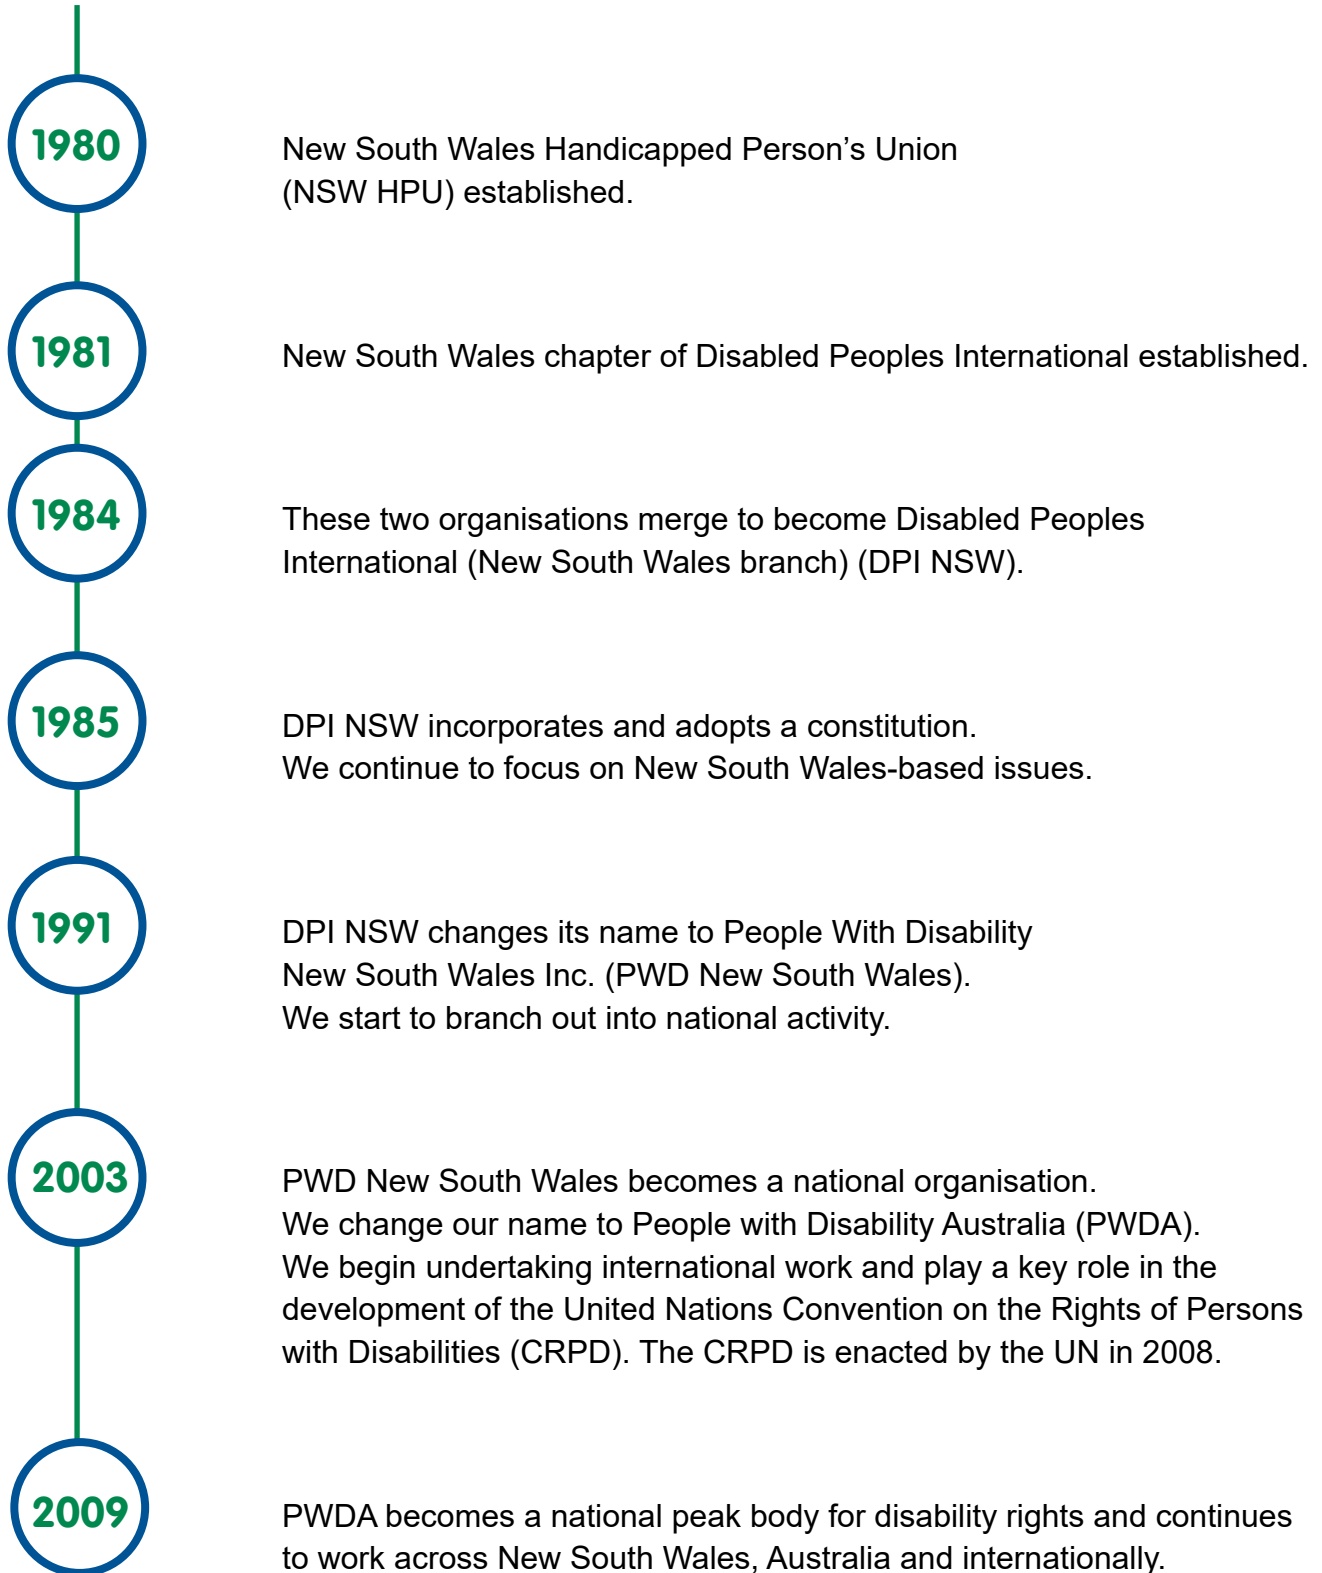 1980
New South Wales Handicapped Person’s Union
(NSW HPU) established.
1981
New South Wales chapter of Disabled Peoples International established.
1984
These two organisations merge to become Disabled Peoples
International (New South Wales branch) (DPI NSW).
1985
DPI NSW incorporates and adopts a constitution.
We continue to focus on New South Wales-based issues.
1991
DPI NSW changes its name to People With Disability
New South Wales Inc. (PWD New South Wales).
We start to branch out into national activity.
2003
PWD New South Wales becomes a national organisation.
We change our name to People with Disability Australia (PWDA).
We begin undertaking international work and play a key role in the
development of the United Nations Convention on the Rights of Persons
with Disabilities (CRPD). The CRPD is enacted by the UN in 2008.
2009
PWDA becomes a national peak body for disability rights and continues
to work across New South Wales, Australia and internationally.